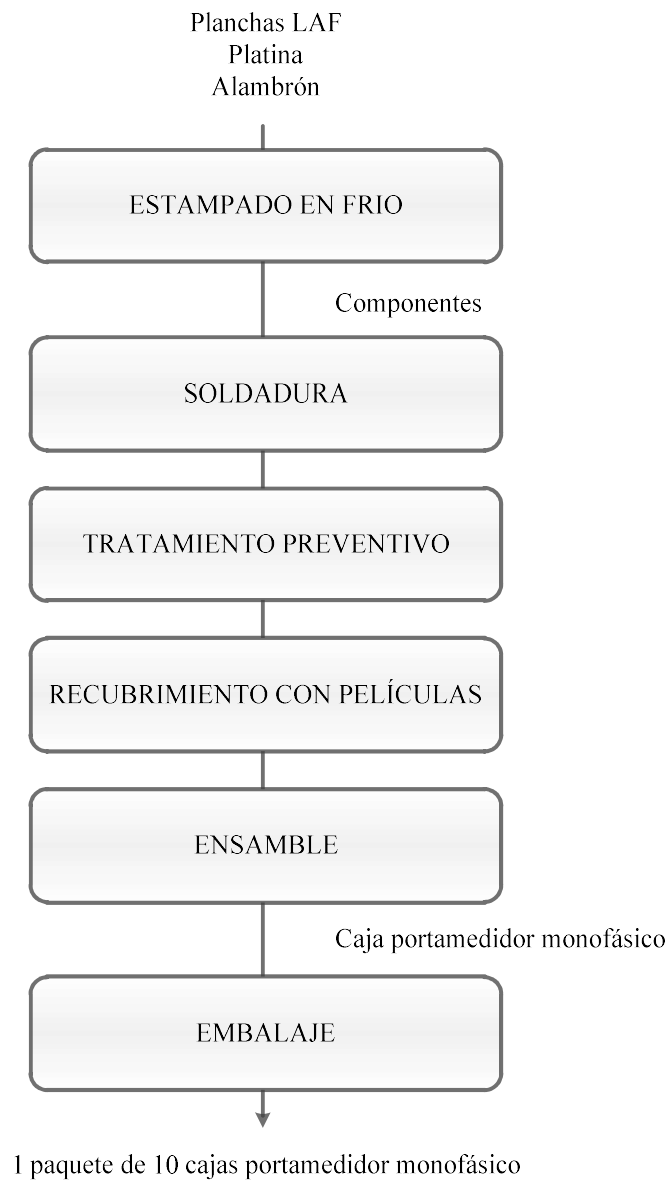 Planchas LAF
Platina
Alambrón
ESTAMPADO EN FRIO
Componentes
SOLDADURA
TRATAMIENTO PREVENTIVO
RECUBRIMIENTO CON PELÍCULAS
ENSAMBLE
Caja portamedidor monofásico
EMBALAJE
1 paquete de 10 cajas portamedidor monofásico